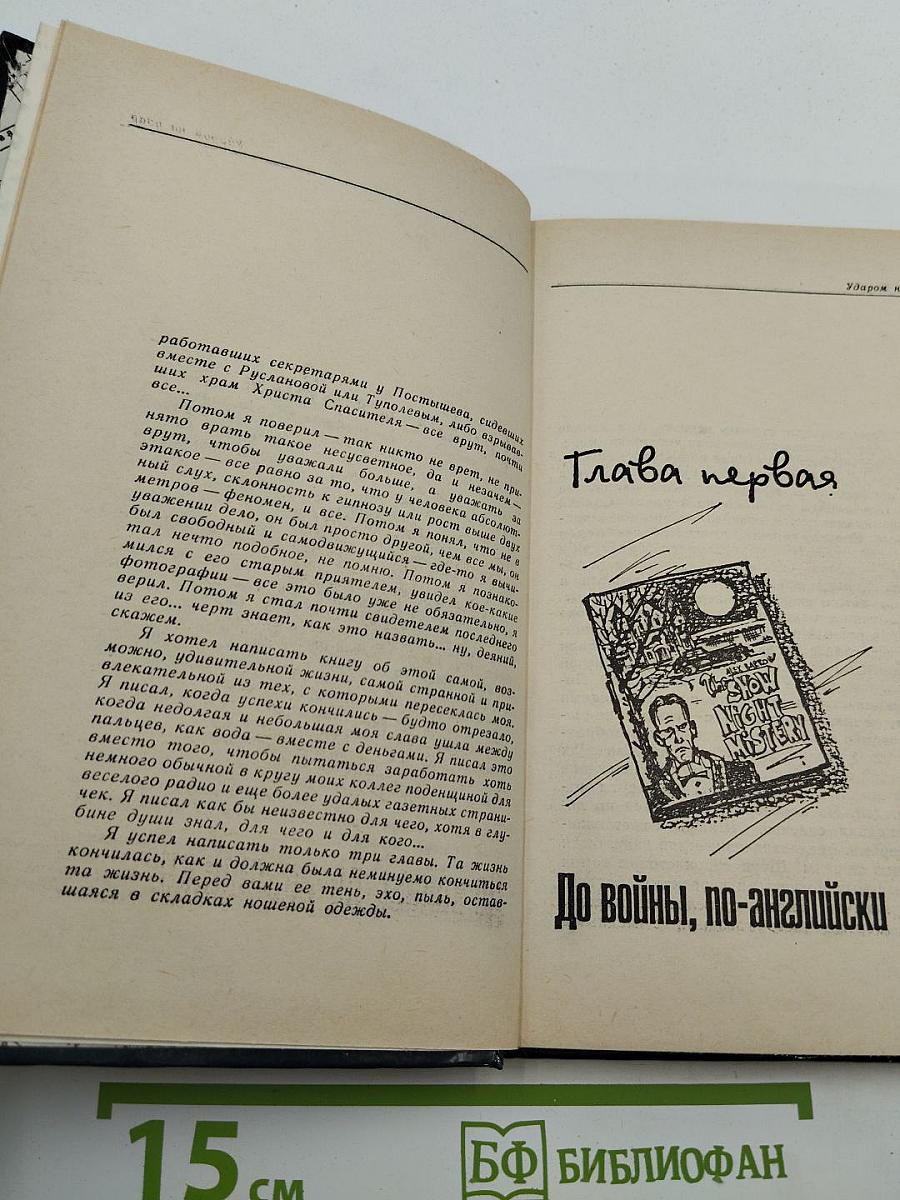 работавших секретарями у Постышева, сидевших
вместе с Руслановой или Туполевым, либо взрывав-
ших храм Христа Спасителя — все врут, почти
все...
Потом я поверил — так никто не врет, не при-
нято врать такое несусветное, да и незачем —
врут, чтобы уважали больше, а уважать за
этакое — все равно за то, что у человека абсолют-
ный слух, склонность к гипнозу или рост выше двух
метров — феномен, и все. Потом я понял, что не в
уважении дело, он был просто другой, чем все мы, он
был свободный и самодвижущийся — где-то я вычи-
тал нечто подобное, не помню. Потом я познако-
мился с его старым приятелем, увидел кое-какие
фотографии — все это было уже не обязательно, я
верил. Потом я стал почти свидетелем последнего
из его... черт знает, как это назвать... ну, деяний,
скажем.
Я хотел написать книгу об этой самой, воз-
можно, удивительной жизни, самой странной и при-
влекательной из тех, с которыми пересеклась моя.
Я писал, когда успехи кончились — будто отрезало,
когда недолгая и небольшая моя слава ушла между
пальцев, как вода — вместе с деньгами. Я писал это
вместо того, чтобы пытаться заработать хоть
немного обычной в кругу моих коллег поденщиной для
веселого радио и еще более удалых газетных страни-
чек. Я писал как бы неизвестно для чего, хотя в глу-
бине души знал, для чего и для кого...
Я успел написать только три главы. Та жизнь
кончилась, как и должна была неминуемо кончиться
та жизнь. Перед вами ее тень, эхо, пыль, остав-
шаяся в складках ношеной одежды.
Ударом н
Глава первая
The
SHOW
NIGHT
MISTERY
До войны, по-английски
15 см
БФ БИБЛИОФАН